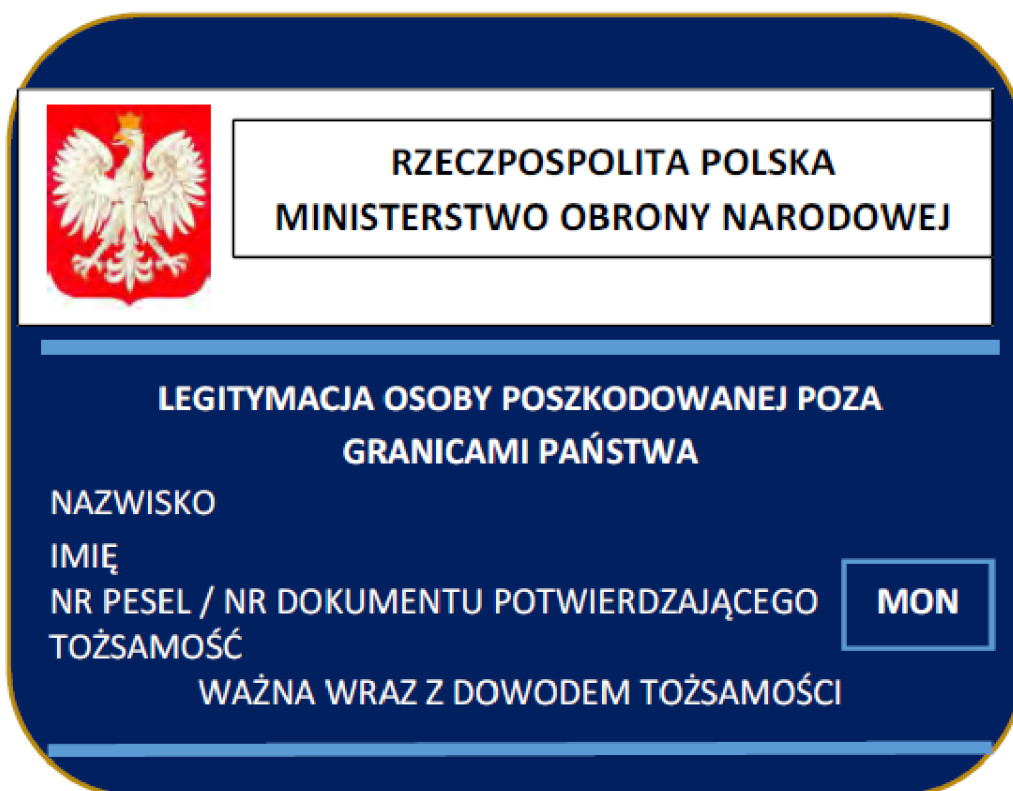 RZECZPOSPOLITA POLSKA
MINISTERSTWO OBRONY NARODOWEJ
LEGITYMACJA OSOBY POSZKODOWANEJ POZA
GRANICAMI PAŃSTWA
NAZWISKO
IMIĘ
NR PESEL / NR DOKUMENTU POTWIERDZAJĄCEGO
TOŻSAMOŚĆ
MON
WAŻNA WRAZ Z DOWODEM TOŻSAMOŚCI